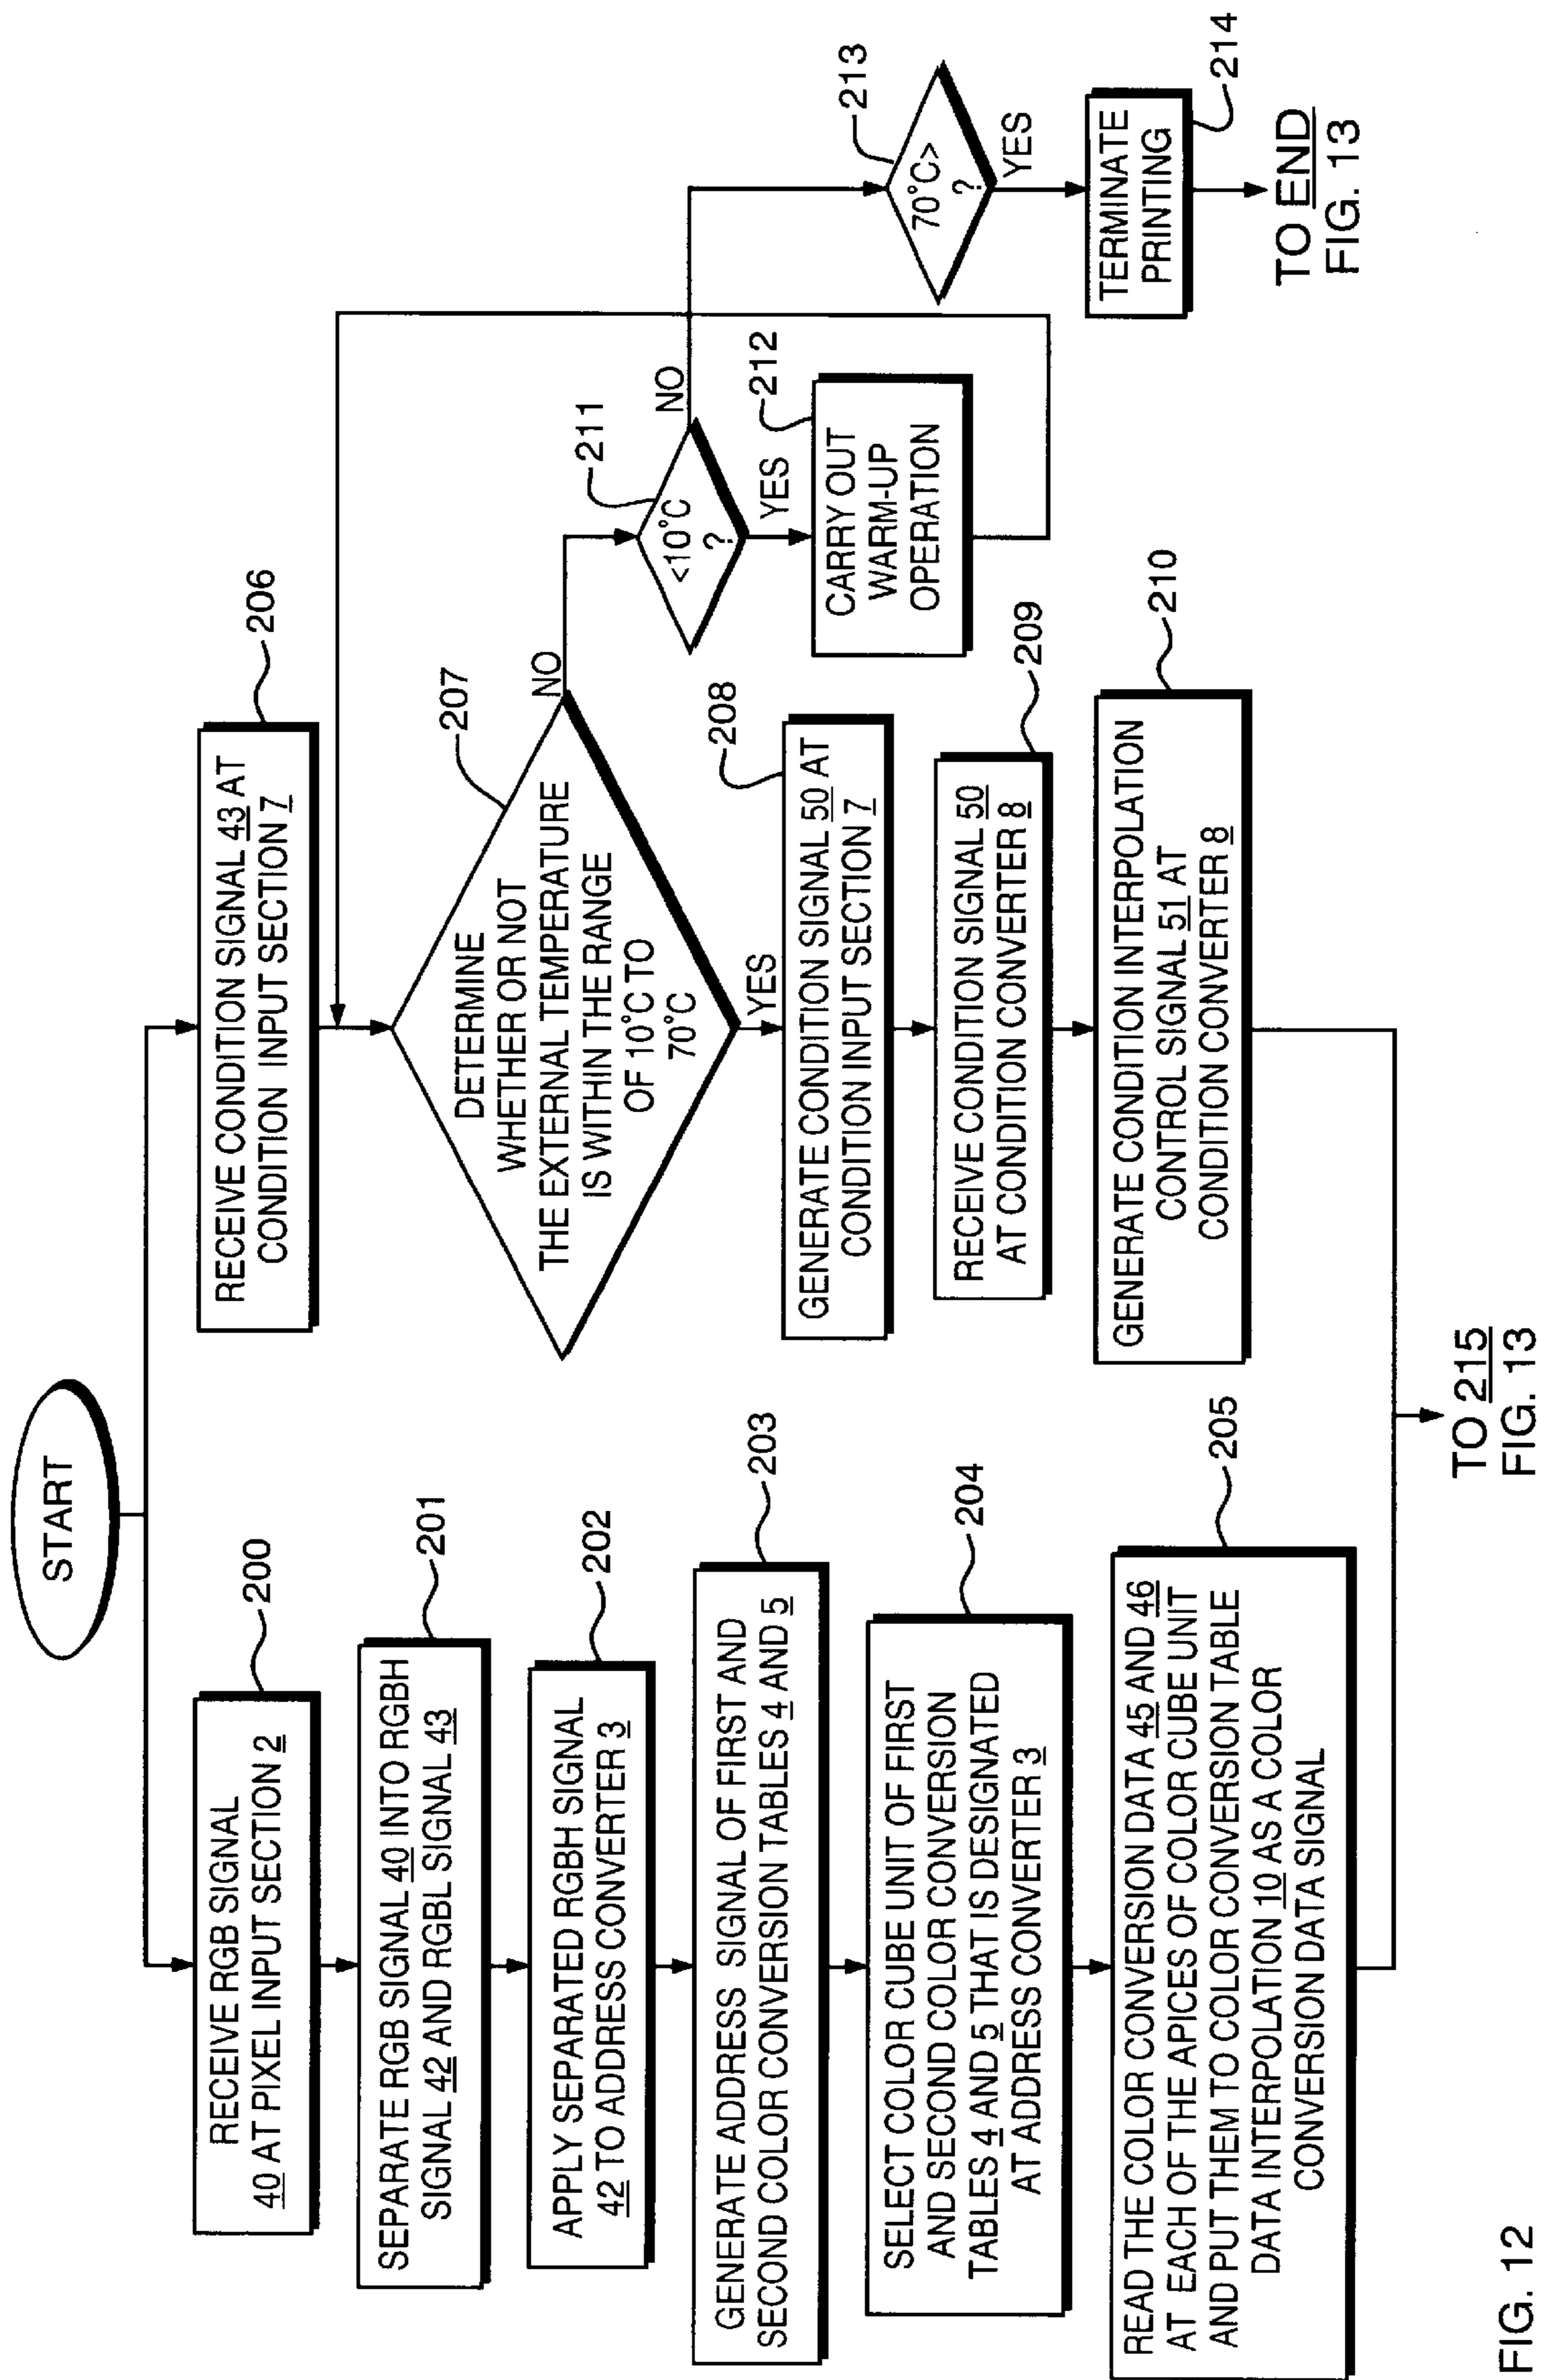 START
200
RECEIVE RGB SIGNAL
40 AT PIXEL INPUT SECTION 2
201
SEPARATE RGB SIGNAL 40 INTO RGBH
SIGNAL 42 AND RGBL SIGNAL 43
202
APPLY SEPARATED RGBH SIGNAL
42 TO ADDRESS CONVERTER 3
203
GENERATE ADDRESS SIGNAL OF FIRST AND
SECOND COLOR CONVERSION TABLES 4 AND 5
204
SELECT COLOR CUBE UNIT OF FIRST
AND SECOND COLOR CONVERSION
TABLES 4 AND 5 THAT IS DESIGNATED
AT ADDRESS CONVERTER 3
205
READ THE COLOR CONVERSION DATA 45 AND 46
AT EACH OF THE APICES OF COLOR CUBE UNIT
AND PUT THEM TO COLOR CONVERSION TABLE
DATA INTERPOLATION 10 AS A COLOR
CONVERSION DATA SIGNAL
206
RECEIVE CONDITION SIGNAL 43 AT
CONDITION INPUT SECTION 7
207
DETERMINE
WHETHER OR NOT
THE EXTERNAL TEMPERATURE
IS WITHIN THE RANGE
OF 10°C TO
70°C
NO
YES
208
GENERATE CONDITION SIGNAL 50 AT
CONDITION INPUT SECTION 7
209
RECEIVE CONDITION SIGNAL 50
AT CONDITION CONVERTER 8
210
GENERATE CONDITION INTERPOLATION
CONTROL SIGNAL 51 AT
CONDITION CONVERTER 8
211
<10°C
?
NO
YES
212
CARRY OUT
WARM-UP
OPERATION
213
70°C>
?
YES
214
TERMINATE
PRINTING
TO END
FIG. 13
TO 215
FIG. 13
FIG. 12